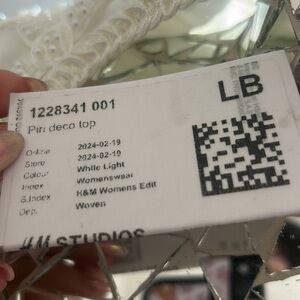 LB
1228341 001
Piri deco top
Online 2024-02-19
Store 2024-02-19
Colour White Light
Index Womenswear
S.Index H&M Womens Edit
Dep. Woven
H&M STUDIOS